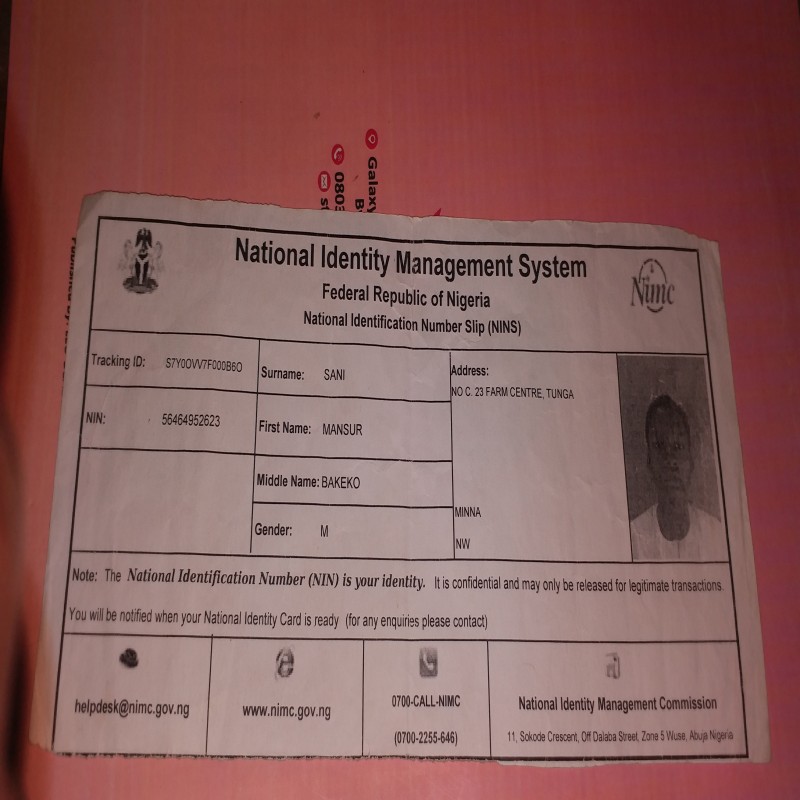 Galaxy
0803
National Identity Management System
Federal Republic of Nigeria
National Identification Number Slip (NINS)
Nimc
Tracking ID: S7Y0OVV7F000B6O
Surname: SANI
Address:
NO C. 23 FARM CENTRE, TUNGA
NIN: 56464952623
First Name: MANSUR
Middle Name: BAKEKO
MINNA
Gender: M
NW
Note: The National Identification Number (NIN) is your identity. It is confidential and may only be released for legitimate transactions.
You will be notified when your National Identity Card is ready (for any enquiries please contact)
helpdesk@nimc.gov.ng
www.nimc.gov.ng
0700-CALL-NIMC
(0700-2255-646)
National Identity Management Commission
11, Sokode Crescent, Off Dalaba Street, Zone 5 Wuse, Abuja Nigeria